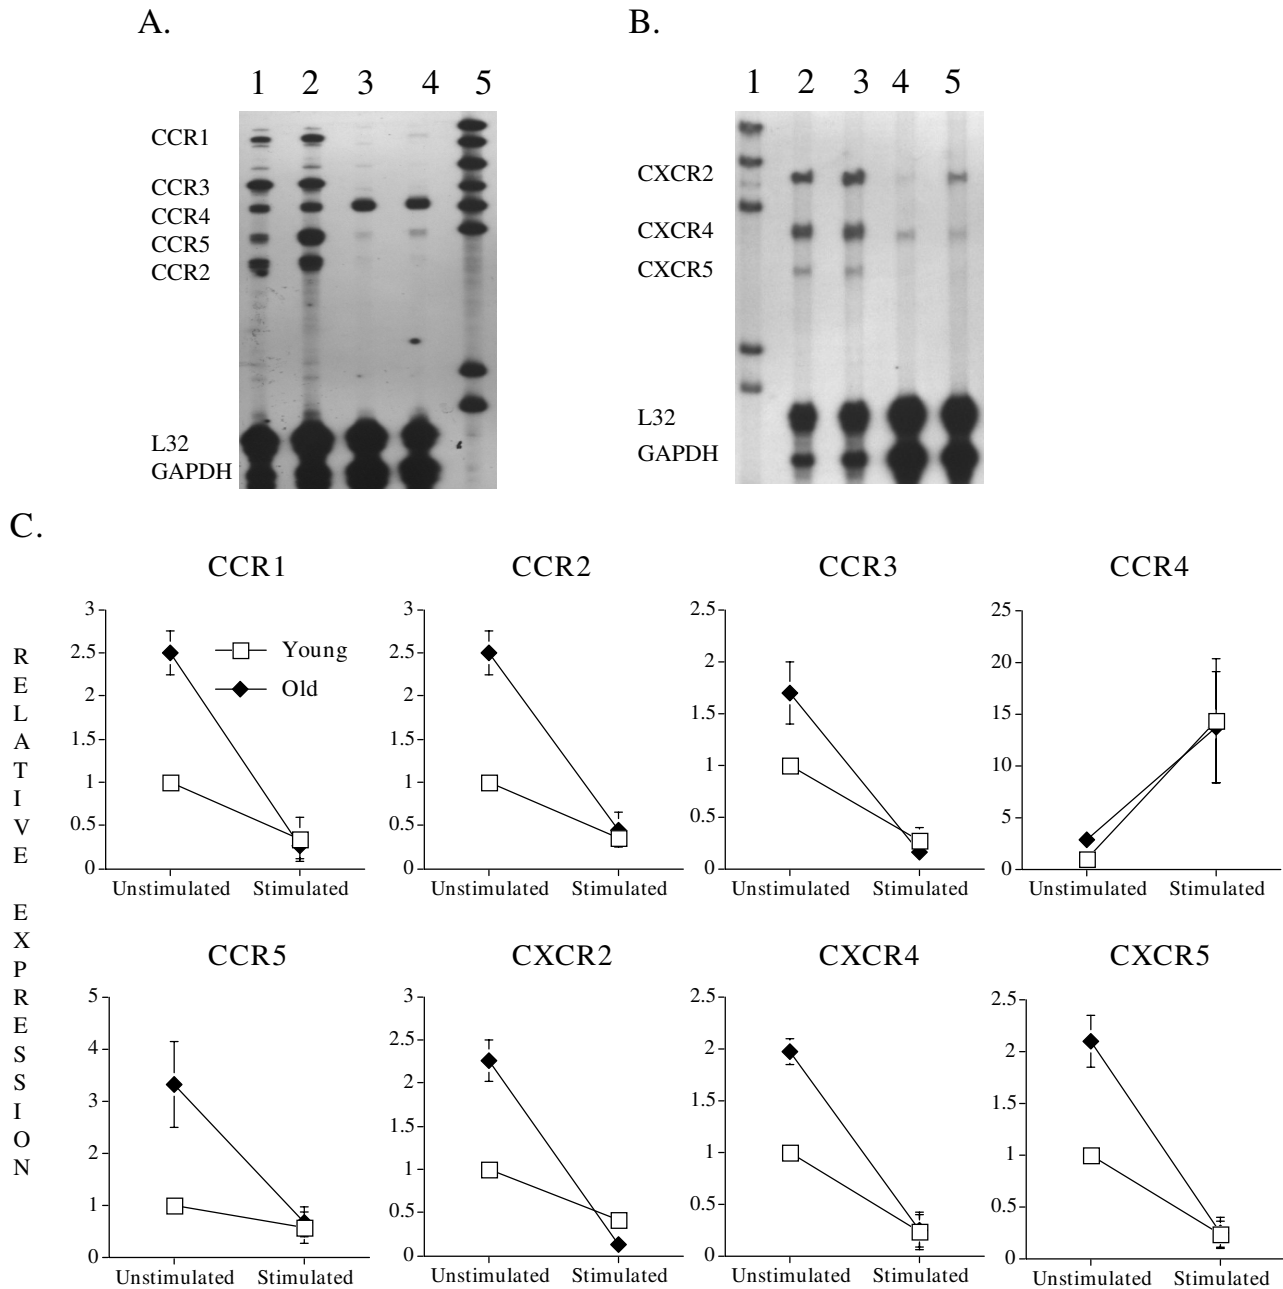 A.
1 2 3 4 5
CCR1
CCR3
CCR4
CCR5
CCR2
L32
GAPDH
B.
1 2 3 4 5
CXCR2
CXCR4
CXCR5
L32
GAPDH
C.
RELATIVE EXPRESSION
CCR1
3
2.5
2
1.5
1
0.5
0
Young
Old
Unstimulated Stimulated
CCR2
3
2.5
2
1.5
1
0.5
0
Unstimulated Stimulated
CCR3
2.5
2
1.5
1
0.5
0
Unstimulated Stimulated
CCR4
25
20
15
10
5
0
Unstimulated Stimulated
CCR5
5
4
3
2
1
0
Unstimulated Stimulated
CXCR2
3
2.5
2
1.5
1
0.5
0
Unstimulated Stimulated
CXCR4
2.5
2
1.5
1
0.5
0
Unstimulated Stimulated
CXCR5
2.5
2
1.5
1
0.5
0
Unstimulated Stimulated